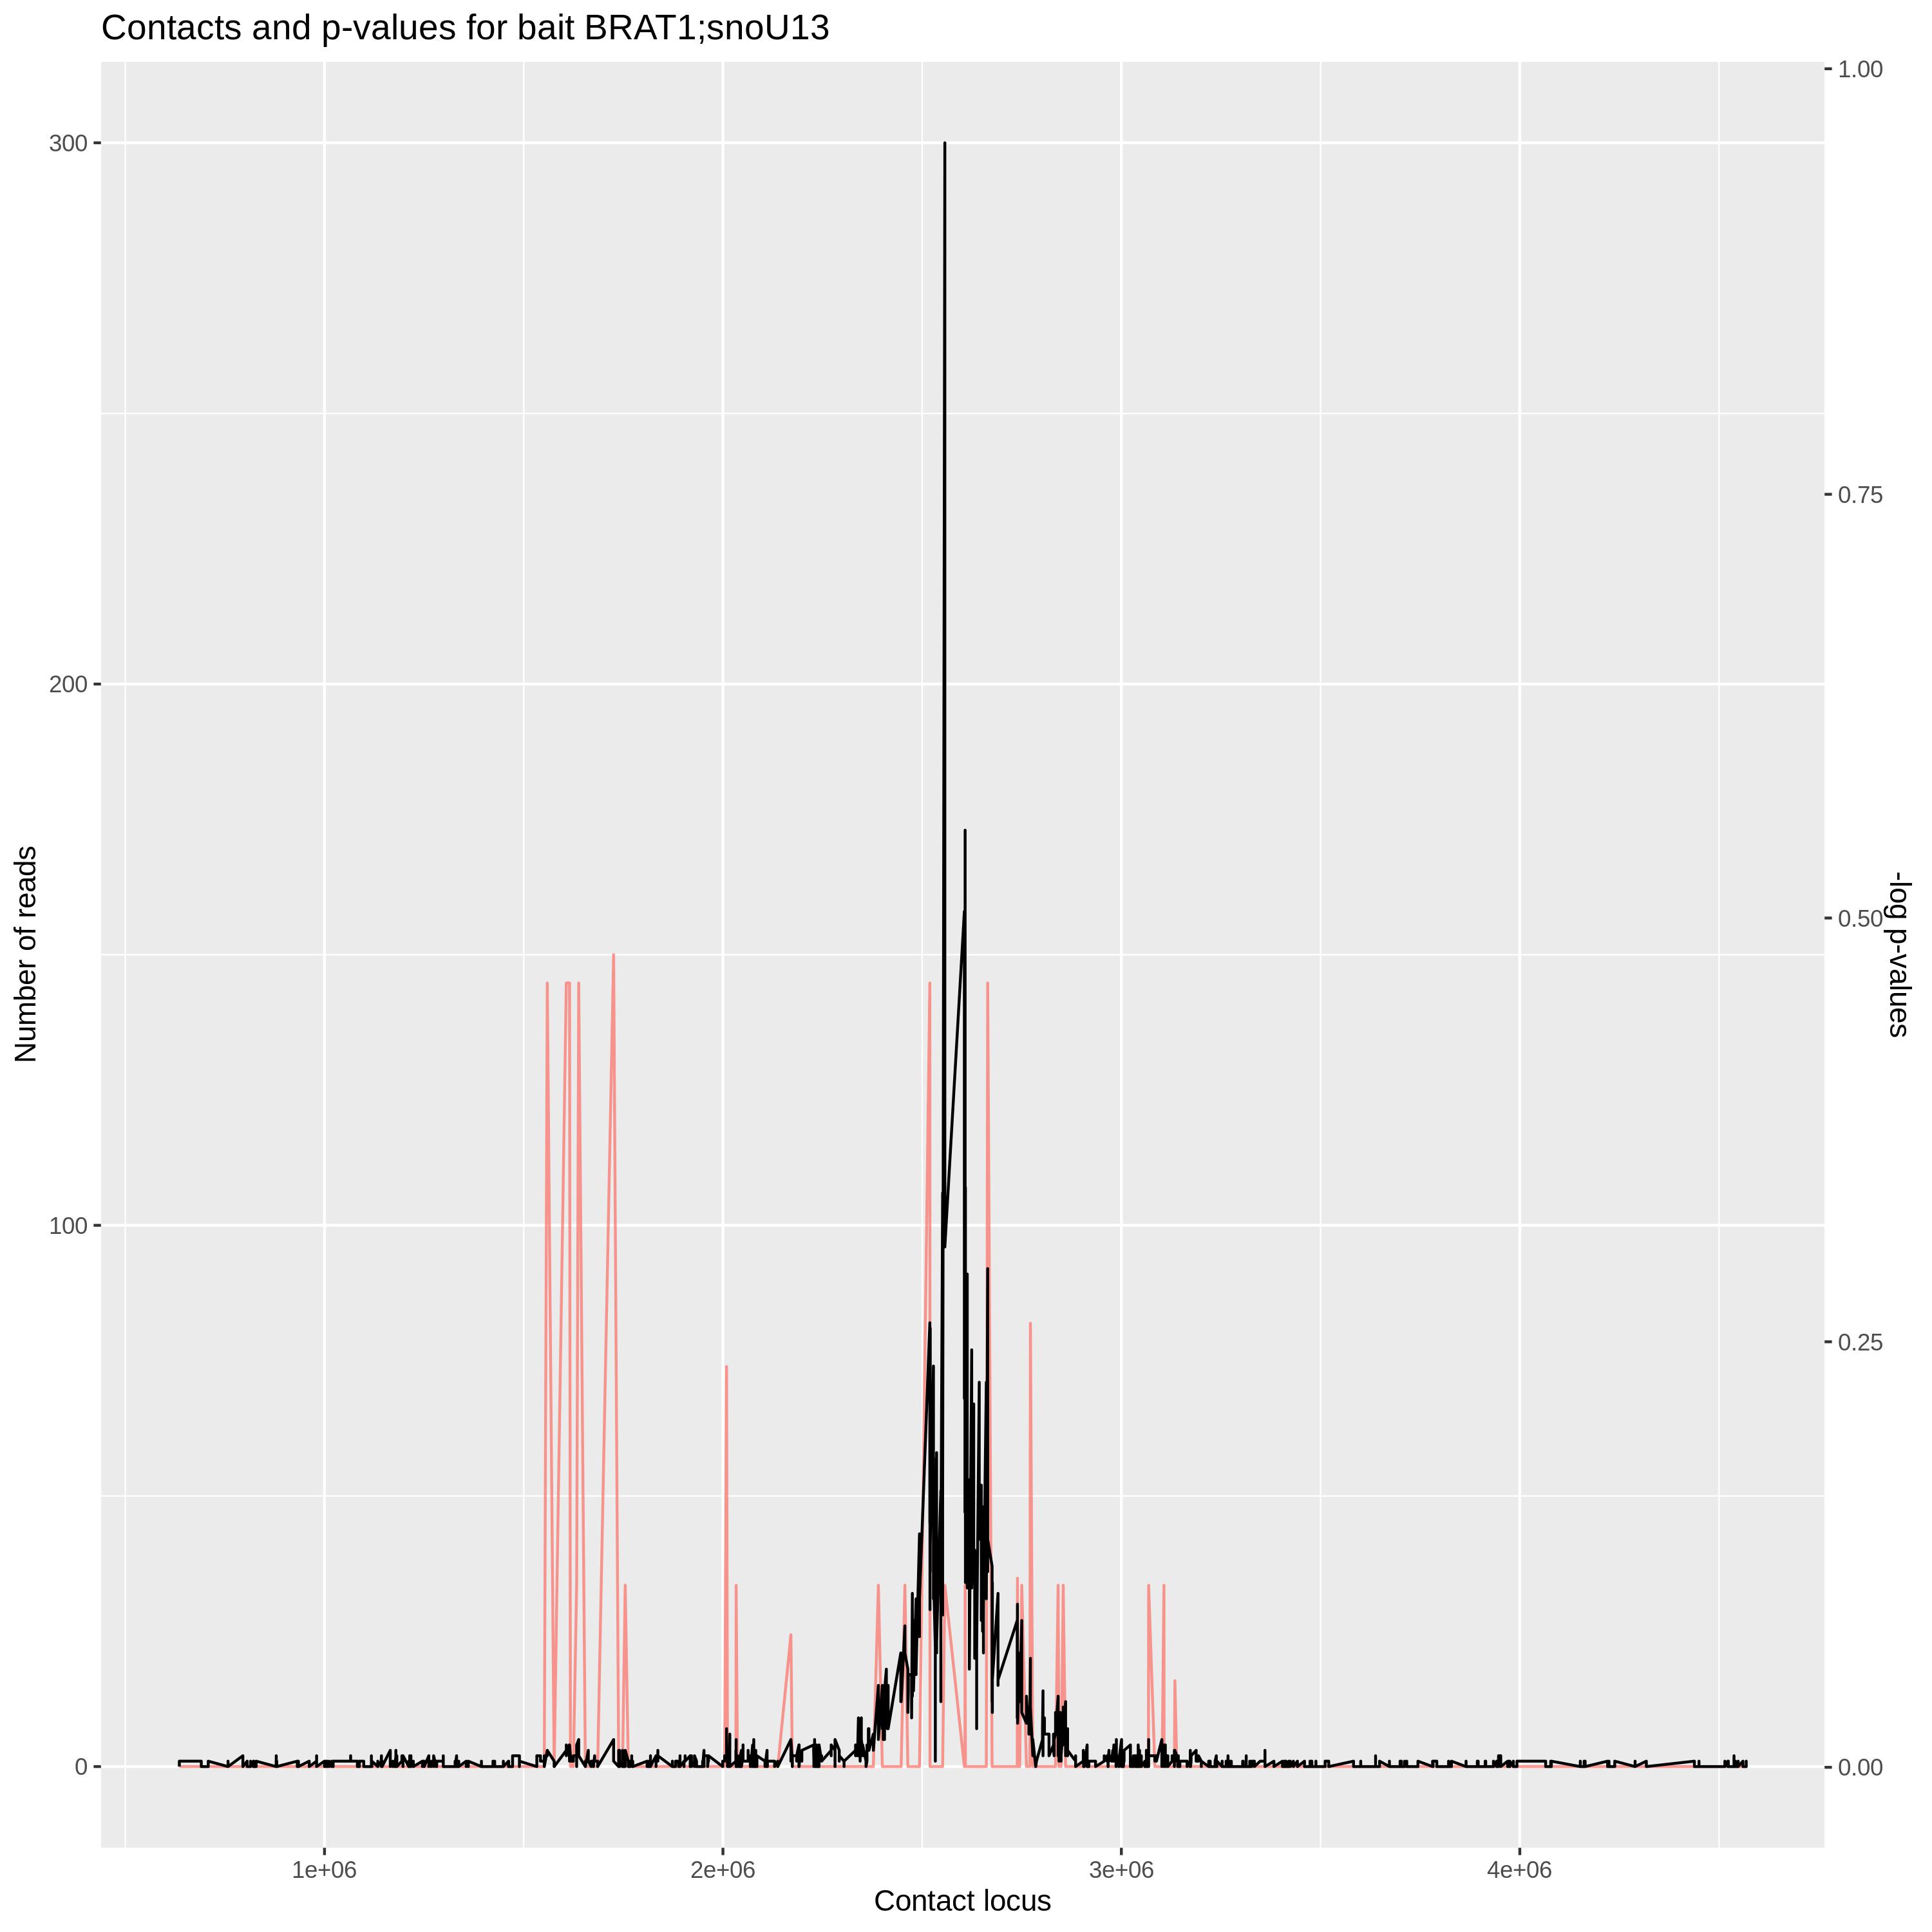 Contacts and p-values for bait BRAT1;snoU13
300
200
100
0
Number of reads
1.00
0.75
0.50
0.25
0.00
-log p-values
1e+06
2e+06
3e+06
4e+06
Contact locus